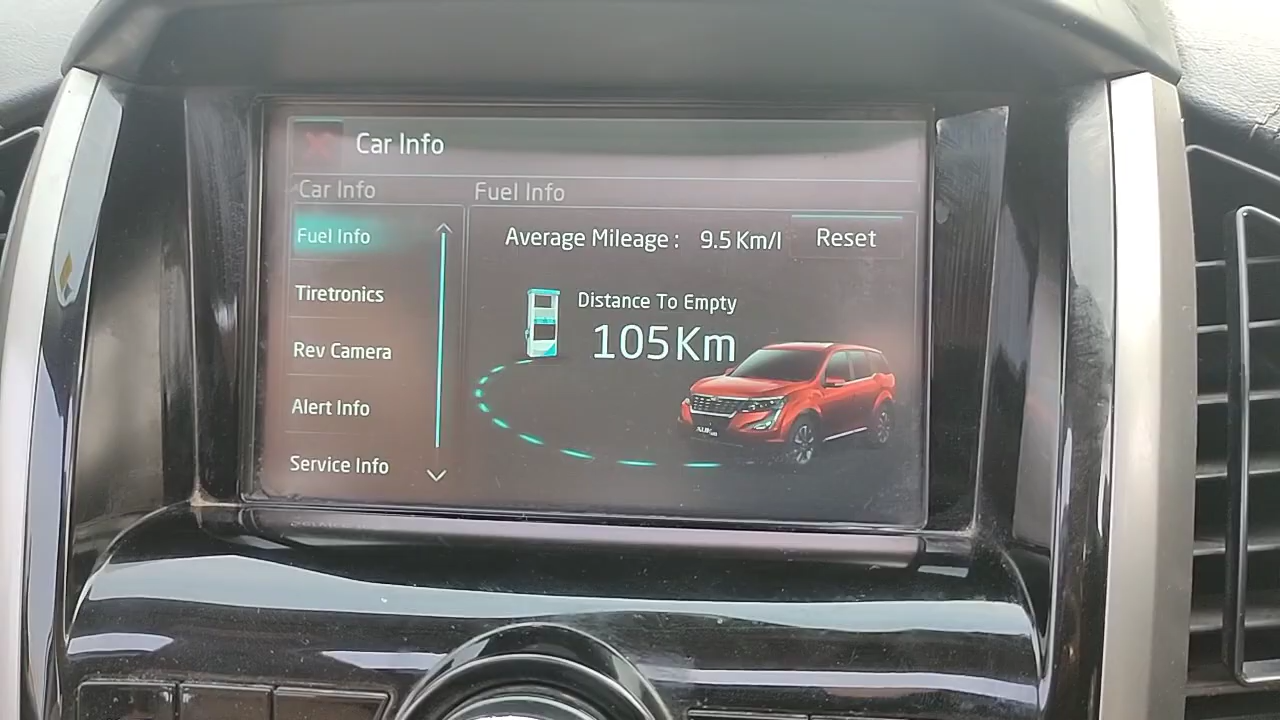 Car Info
Car Info
Fuel Info
Fuel Info
Average Mileage : 9.5 Km/l
Reset
Tiretronics
Distance To Empty
105Km
Rev Camera
Alert Info
Service Info